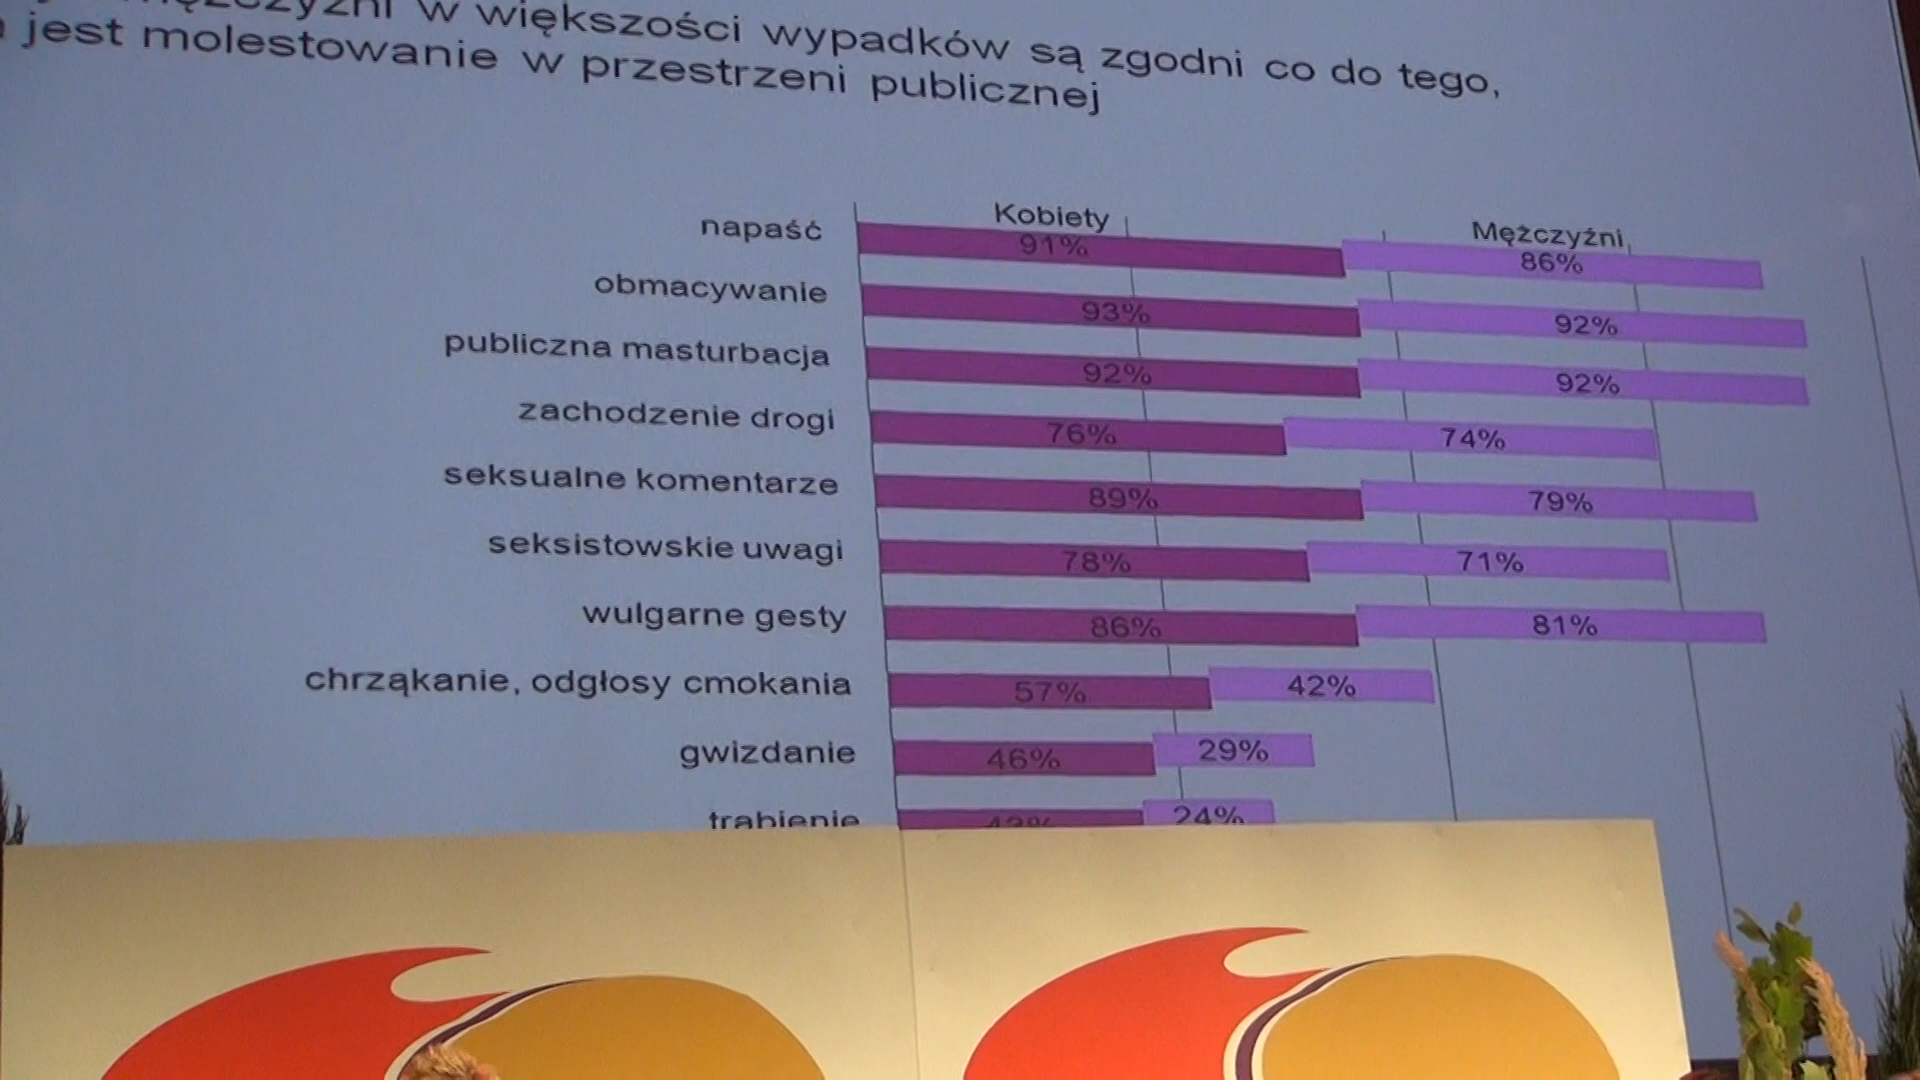 w większości wypadków są zgodni co do tego,
jest molestowanie w przestrzeni publicznej
Kobiety
Mężczyźni
napaść 91% 86%
obmacywanie 93% 92%
publiczna masturbacja 92% 92%
zachodzenie drogi 76% 74%
seksualne komentarze 89% 79%
seksistowskie uwagi 78% 71%
wulgarne gesty 86% 81%
chrząkanie, odgłosy cmokania 57% 42%
gwizdanie 46% 29%
trąbienie 24%